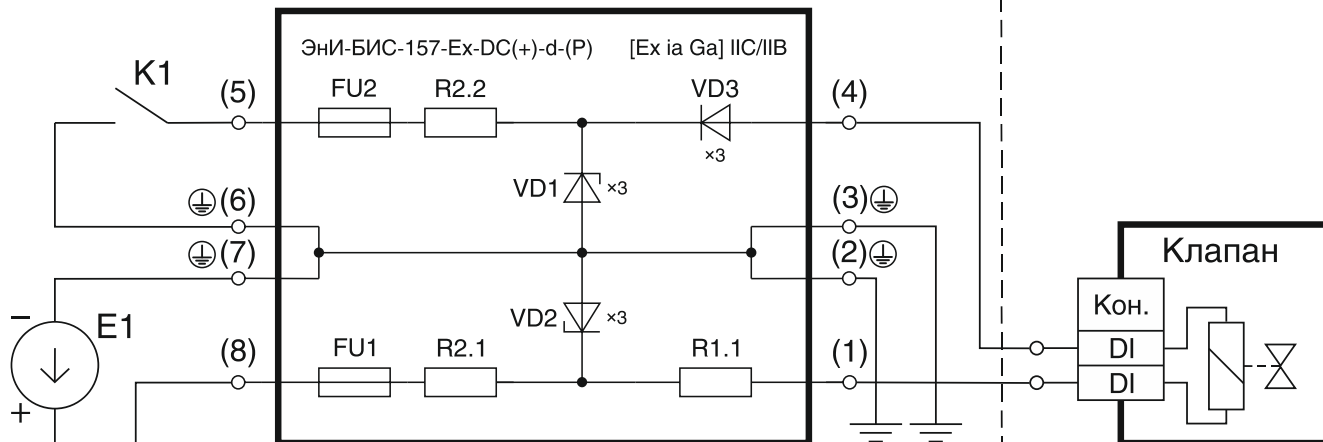 ЭнИ-БИС-157-Ex-DC(+)-d-(P) [Ex ia Ga] IIC/IIB
K1
(5)
FU2
R2.2
VD3
(4)
×3
VD1
×3
(6)
(3)
(7)
(2)
Клапан
Кон.
−
E1
VD2
×3
DI
(8)
FU1
R2.1
R1.1
(1)
DI
+